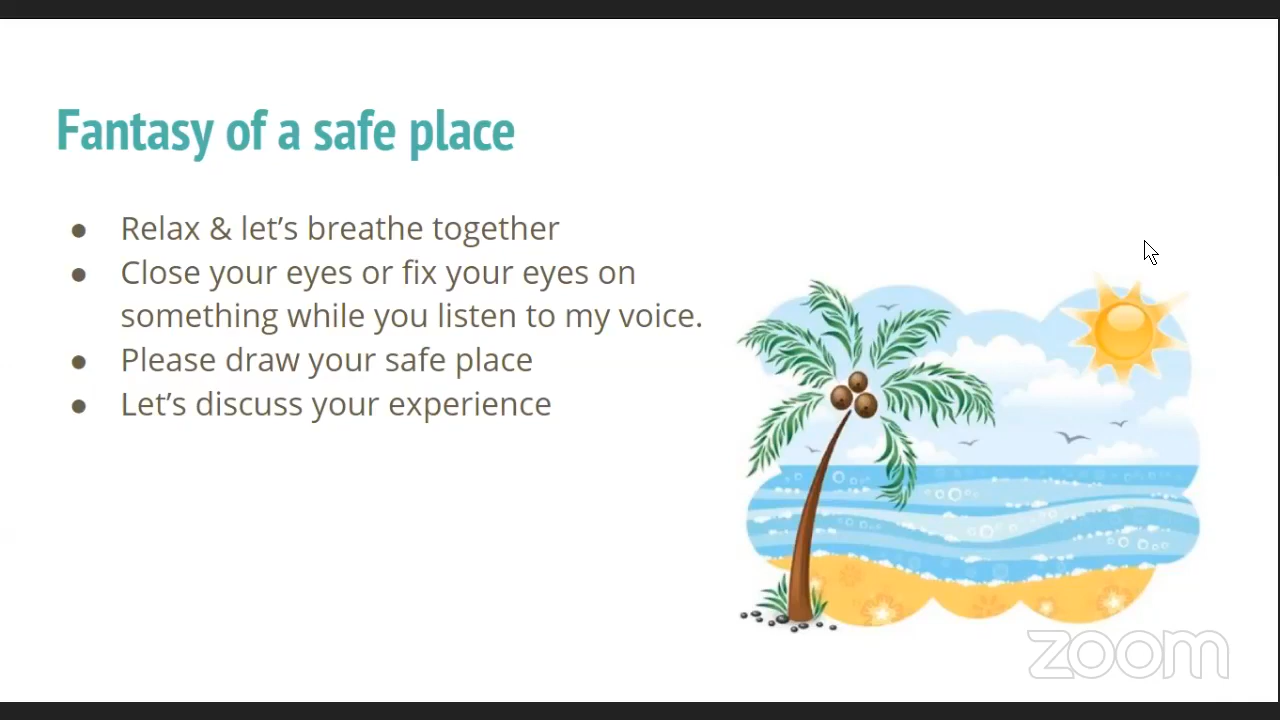 Fantasy of a safe place
● Relax & let’s breathe together
● Close your eyes or fix your eyes on
something while you listen to my voice.
● Please draw your safe place
● Let’s discuss your experience
zoom